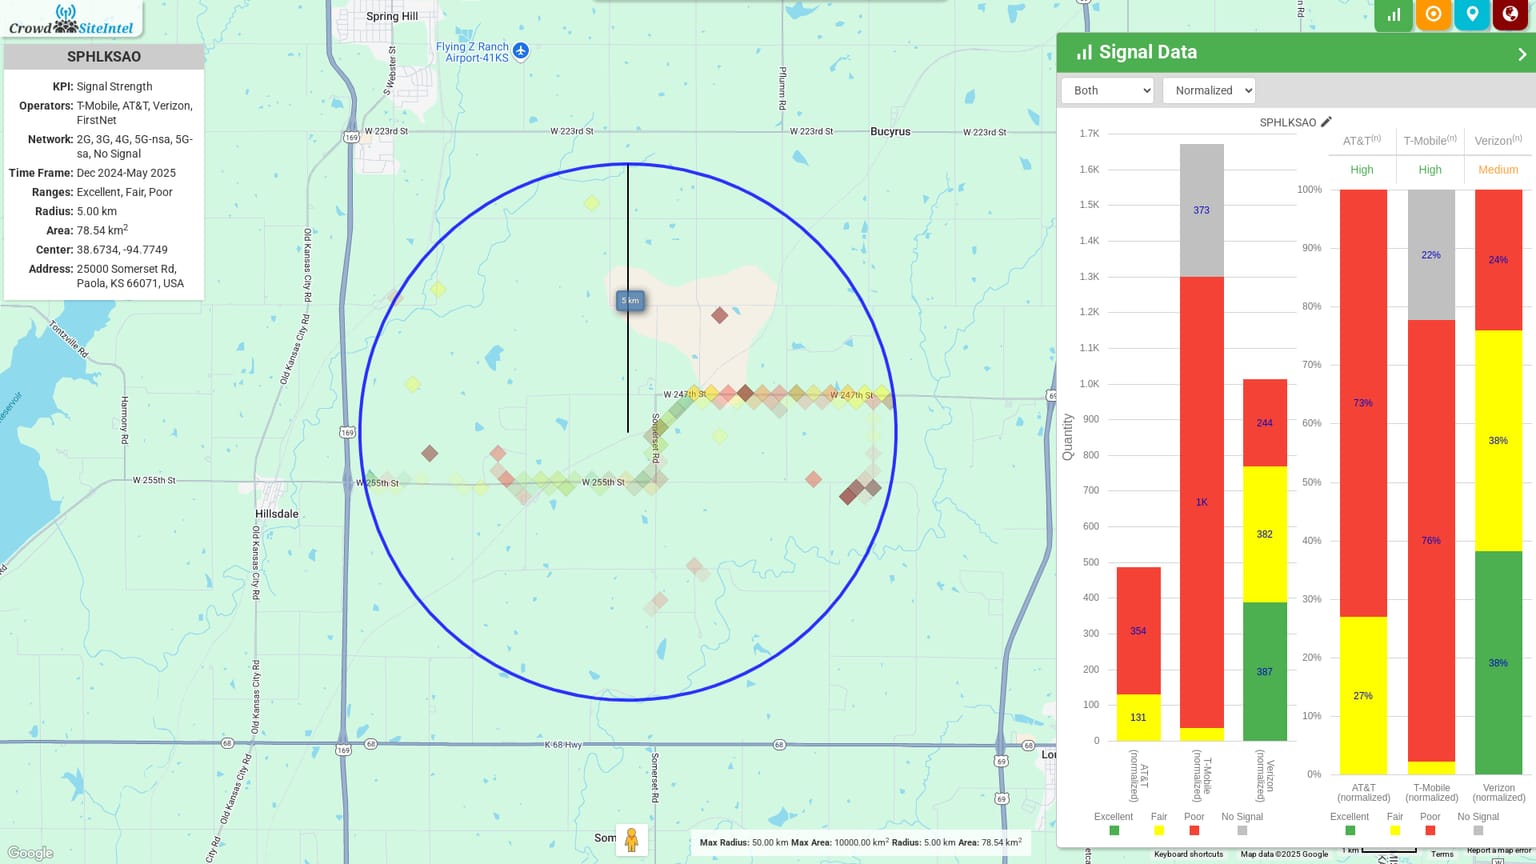 CrowdSiteIntel
SPHLKSAO
KPI: Signal Strength
Operators: T-Mobile, AT&T, Verizon,
FirstNet
Network: 2G, 3G, 4G, 5G-nsa, 5G-
sa, No Signal
Time Frame: Dec 2024-May 2025
Ranges: Excellent, Fair, Poor
Radius: 5.00 km
Area: 78.54 km²
Center: 38.6734, -94.7749
Address: 25000 Somerset Rd,
Paola, KS 66071, USA
Spring Hill
Flying Z Ranch
Airport-41KS
S Webster St
Pflumm Rd
W 223rd St
W 223rd St
W 223rd St
Bucyrus
W 223rd St
169
Old Kansas City Rd
Old Kansas City Rd
Tontzville Rd
Harmony Rd
5 km
W 247th St
W 247th St
Somerset Rd
169
W 255th St
W 255th St
W 255th St
Hillsdale
Old Kansas City Rd
Old Kansas City Rd
Old Kansas City Rd
68
169
68
K-68 Hwy
68
68
69
69
Somerset Rd
Som
City Rd
Google
Max Radius: 50.00 km Max Area: 10000.00 km² Radius: 5.00 km Area: 78.54 km²
Signal Data
Both
Normalized
SPHLKSAO
Quantity
1.7K
1.6K
1.5K
1.4K
1.3K
1.2K
1.1K
1.0K
900
800
700
600
500
400
300
200
100
0
354
131
373
1K
244
382
387
AT&T
(normalized)
T-Mobile
(normalized)
Verizon
(normalized)
Excellent Fair Poor No Signal
AT&T(n) T-Mobile(n) Verizon(n)
High High Medium
100%
90%
80%
70%
60%
50%
40%
30%
20%
10%
0%
73%
27%
22%
76%
24%
38%
38%
AT&T
(normalized)
T-Mobile
(normalized)
Verizon
(normalized)
Excellent Fair Poor No Signal
Keyboard shortcuts
Map data ©2025 Google
1 km
Terms
Report a map error